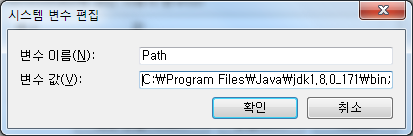 시스템 변수 편집
변수 이름(N): Path
변수 값(V): C:₩Program Files₩Java₩jdk1.8.0_171₩bin;
확인 취소